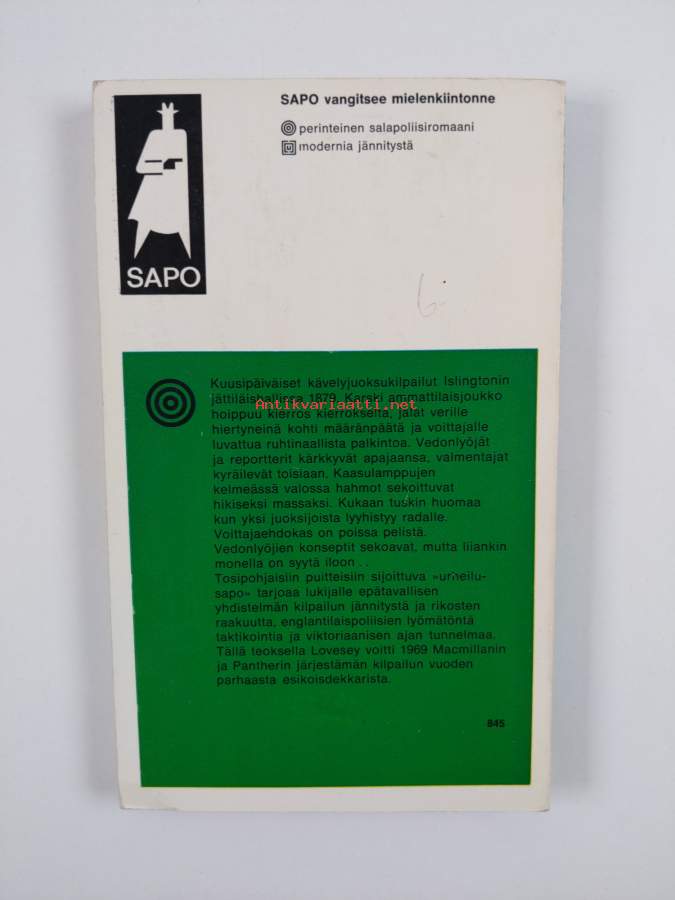 SAPO vangitsee mielenkiintonne
perinteinen salapoliisiromaani
modernia jännitystä
SAPO
6
Kuusipäiväiset kävelyjuoksukilpailut Islingtonin
jättiläishallissa 1879. Karski ammattilaisjoukko
Antikvariaatti.net
hoippuu kierros kierrokselta, jalat verille
hiertyneinä kohti määränpäätä ja voittajalle
luvattua ruhtinaallista palkintoa. Vedonlyöjät
ja reportterit kärkkyvät apajaansa, valmentajat
kyräilevät toisiaan. Kaasulamppujen
kelmeässä valossa hahmot sekoittuvat
hikiseksi massaksi. Kukaan tuskin huomaa
kun yksi juoksijoista lyyhistyy radalle.
Voittajaehdokas on poissa pelistä.
Vedonlyöjien konseptit sekoavat, mutta liiankin
monella on syytä iloon . .
Tosipohjaisiin puitteisiin sijoittuva »urheilu-
sapo» tarjoaa lukijalle epätavallisen
yhdistelmän kilpailun jännitystä ja rikosten
raakuutta, englantilaispoliisien lyömätöntä
taktikointia ja viktoriaanisen ajan tunnelmaa.
Tällä teoksella Lovesey voitti 1969 Macmillanin
ja Pantherin järjestämän kilpailun vuoden
parhaasta esikoisdekkarista.
845